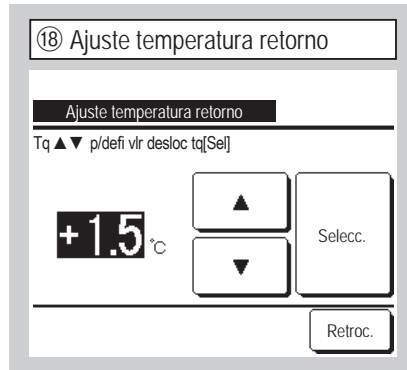 ⑱ Ajuste temperatura retorno
Ajuste temperatura retorno
Tq ▲▼ p/defi vlr desloc tq[Sel]
▲
+1.5 °C
Selecc.
▼
Retroc.